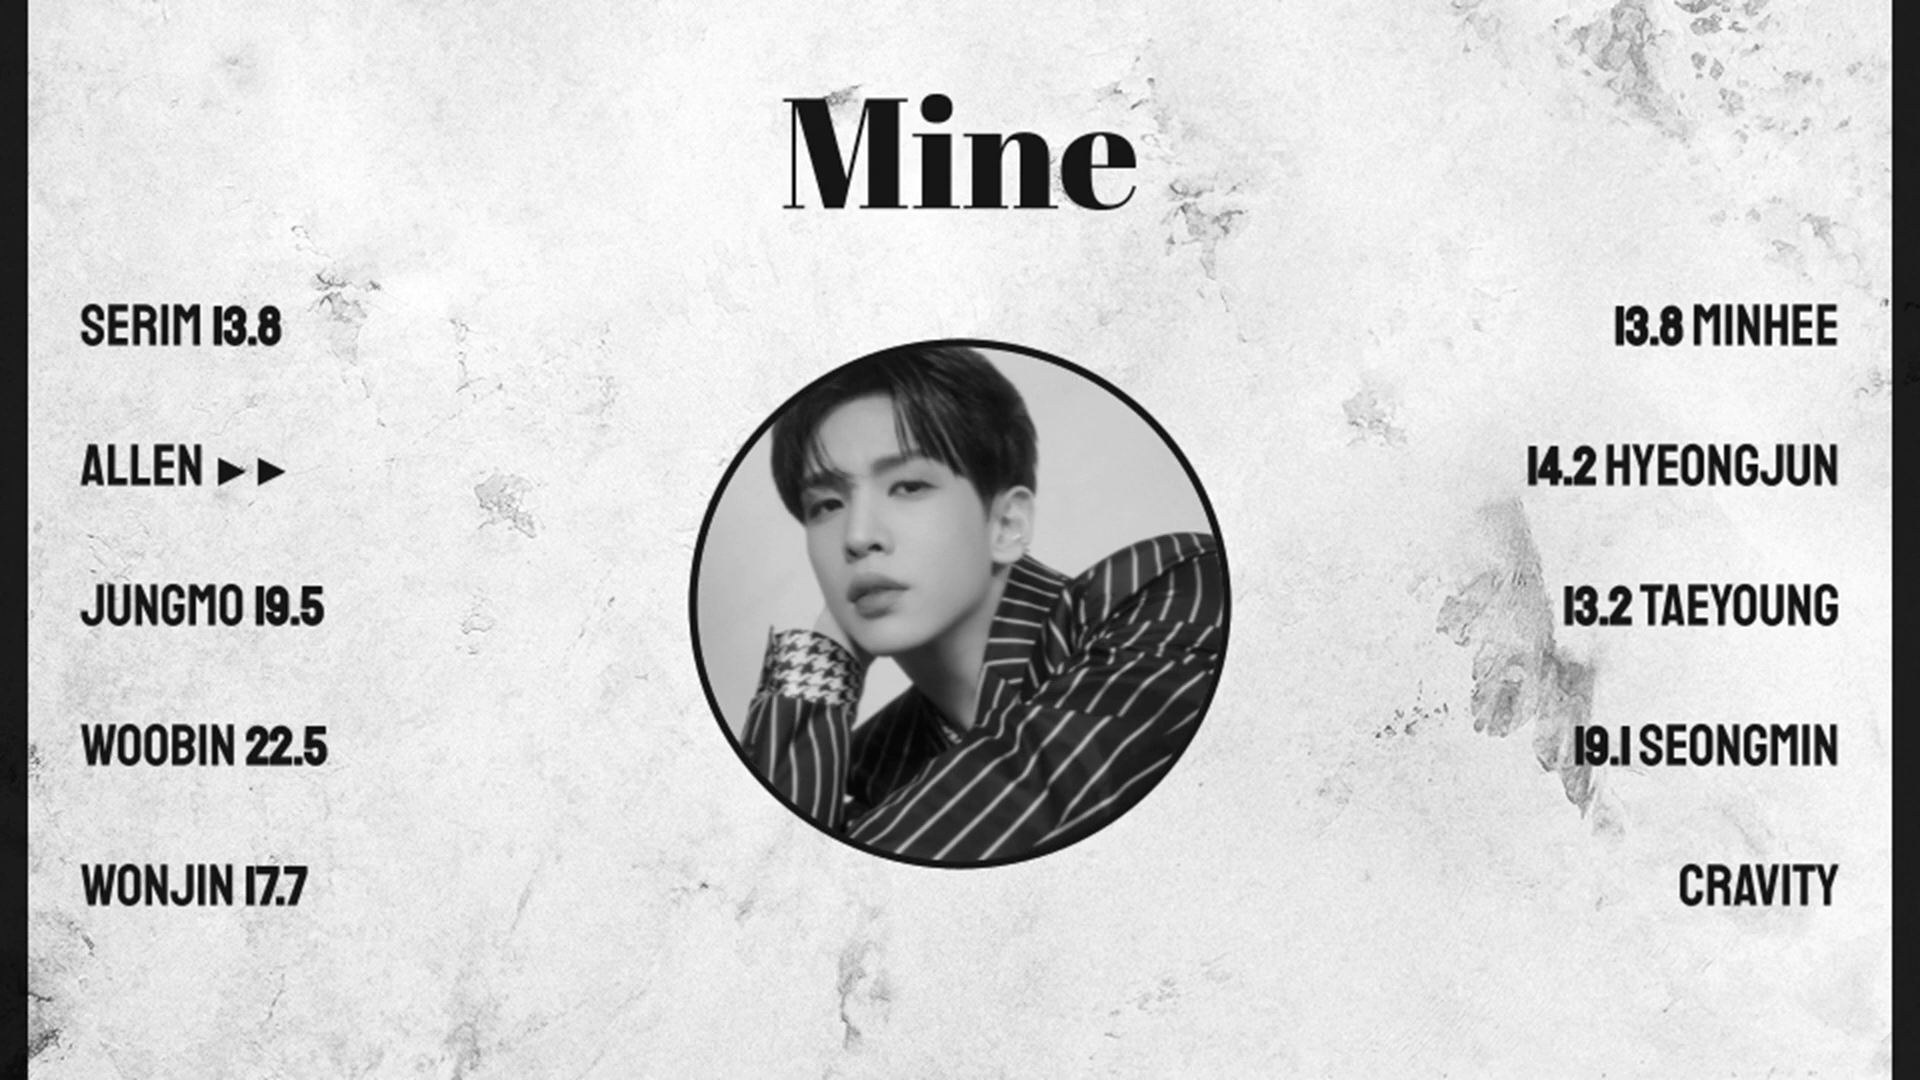 Mine
SERIM 13.8
ALLEN ▶ ▶
JUNGMO 19.5
WOOBIN 22.5
WONJIN 17.7
13.8 MINHEE
14.2 HYEONGJUN
13.2 TAEYOUNG
19.1 SEONGMIN
CRAVITY